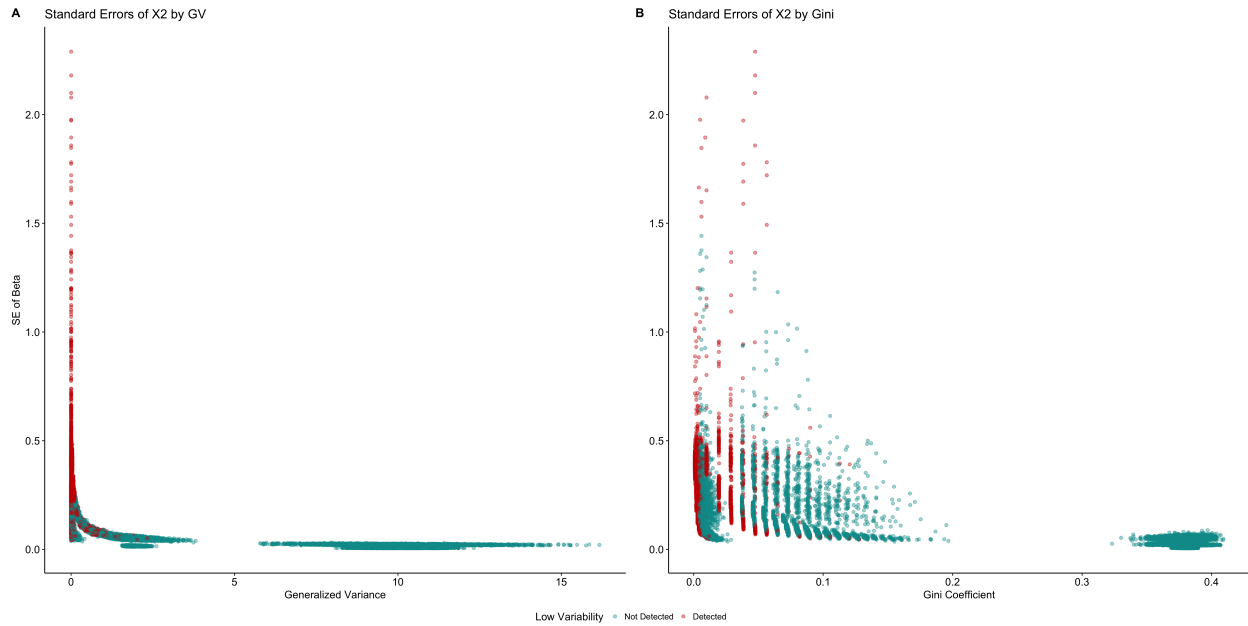 A
Standard Errors of X2 by GV
SE of Beta
2.0
1.5
1.0
0.5
0.0
0
5
10
15
Generalized Variance
B
Standard Errors of X2 by Gini
2.0
1.5
1.0
0.5
0.0
0.0
0.1
0.2
0.3
0.4
Gini Coefficient
Low Variability
Not Detected
Detected